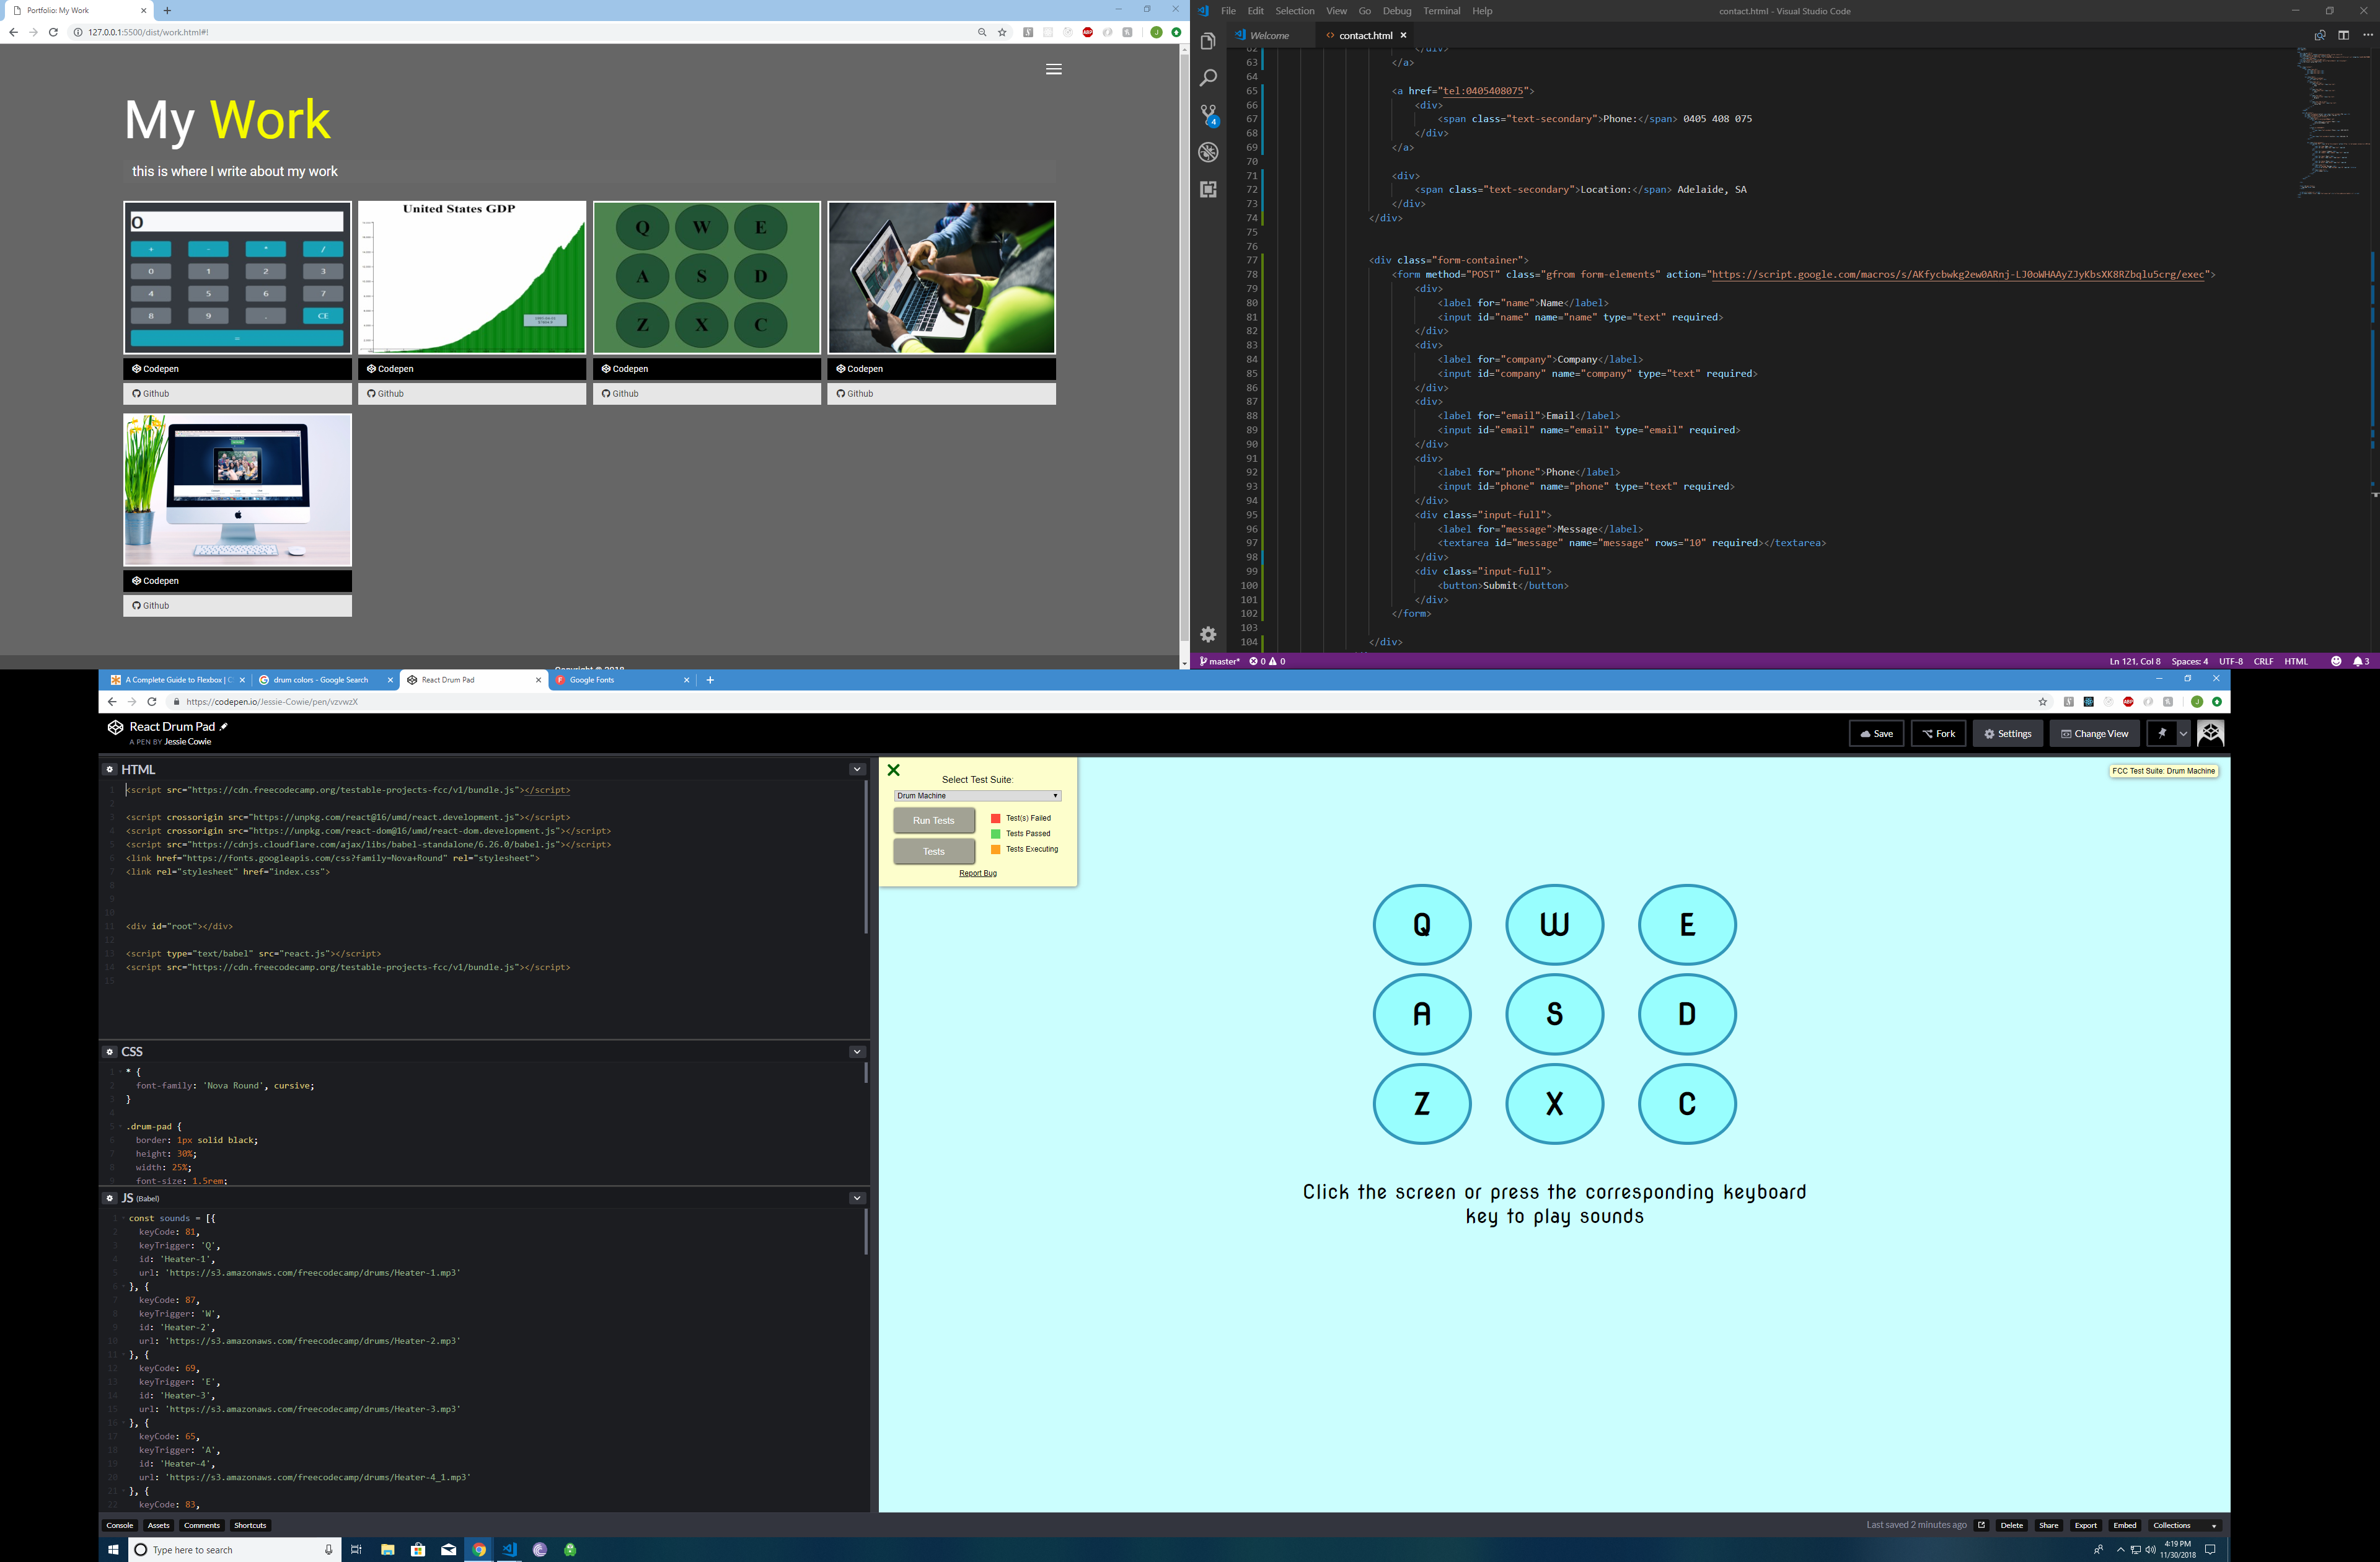 Portfolio: My Work
127.0.0.1:5500/dist/work.html#!
My Work
this is where I write about my work
0
+ - * /
0 1 2 3
4 5 6 7
8 9 . CE
=
United States GDP
Q W E
A S D
Z X C
Codepen
Github
Codepen
Github
Codepen
Github
Codepen
Github
Codepen
Github
File Edit Selection View Go Debug Terminal Help
contact.html - Visual Studio Code
Welcome
contact.html
4
62 </div>
63 </a>
64
65 <a href="tel:0405408075">
66 <div>
67 <span class="text-secondary">Phone:</span> 0405 408 075
68 </div>
69 </a>
70
71 <div>
72 <span class="text-secondary">Location:</span> Adelaide, SA
73 </div>
74 </div>
75
76
77 <div class="form-container">
78 <form method="POST" class="gfrom form-elements" action="https://script.google.com/macros/s/AKfycbwkg2ew0ARnj-LJ0oWHAAyZJyKbsXK8RZbqlu5crg/exec">
79 <div>
80 <label for="name">Name</label>
81 <input id="name" name="name" type="text" required>
82 </div>
83 <div>
84 <label for="company">Company</label>
85 <input id="company" name="company" type="text" required>
86 </div>
87 <div>
88 <label for="email">Email</label>
89 <input id="email" name="email" type="email" required>
90 </div>
91 <div>
92 <label for="phone">Phone</label>
93 <input id="phone" name="phone" type="text" required>
94 </div>
95 <div class="input-full">
96 <label for="message">Message</label>
97 <textarea id="message" name="message" rows="10" required></textarea>
98 </div>
99 <div class="input-full">
100 <button>Submit</button>
101 </div>
102 </form>
103
104 </div>
master* 0 0
Ln 121, Col 8 Spaces: 4 UTF-8 CRLF HTML 3
A Complete Guide to Flexbox | C
drum colors - Google Search
React Drum Pad
Google Fonts
https://codepen.io/Jessie-Cowie/pen/vzvwzX
React Drum Pad
A PEN BY Jessie Cowie
Save
Fork
Settings
Change View
HTML
1 <script src="https://cdn.freecodecamp.org/testable-projects-fcc/v1/bundle.js"></script>
2
3 <script crossorigin src="https://unpkg.com/react@16/umd/react.development.js"></script>
4 <script crossorigin src="https://unpkg.com/react-dom@16/umd/react-dom.development.js"></script>
5 <script src="https://cdnjs.cloudflare.com/ajax/libs/babel-standalone/6.26.0/babel.js"></script>
6 <link href="https://fonts.googleapis.com/css?family=Nova+Round" rel="stylesheet">
7 <link rel="stylesheet" href="index.css">
8
9
10
11 <div id="root"></div>
12
13 <script type="text/babel" src="react.js"></script>
14 <script src="https://cdn.freecodecamp.org/testable-projects-fcc/v1/bundle.js"></script>
15
CSS
1 * {
2 font-family: 'Nova Round', cursive;
3 }
4
5 .drum-pad {
6 border: 1px solid black;
7 height: 30%;
8 width: 25%;
9 font-size: 1.5rem;
JS (Babel)
1 const sounds = [{
2 keyCode: 81,
3 keyTrigger: 'Q',
4 id: 'Heater-1',
5 url: 'https://s3.amazonaws.com/freecodecamp/drums/Heater-1.mp3'
6 }, {
7 keyCode: 87,
8 keyTrigger: 'W',
9 id: 'Heater-2',
10 url: 'https://s3.amazonaws.com/freecodecamp/drums/Heater-2.mp3'
11 }, {
12 keyCode: 69,
13 keyTrigger: 'E',
14 id: 'Heater-3',
15 url: 'https://s3.amazonaws.com/freecodecamp/drums/Heater-3.mp3'
16 }, {
17 keyCode: 65,
18 keyTrigger: 'A',
19 id: 'Heater-4',
20 url: 'https://s3.amazonaws.com/freecodecamp/drums/Heater-4_1.mp3'
21 }, {
22 keyCode: 83,
Select Test Suite:
Drum Machine
Run Tests
Tests
Test(s) Failed
Tests Passed
Tests Executing
Report Bug
FCC Test Suite: Drum Machine
Q W E
A S D
Z X C
Click the screen or press the corresponding keyboard
key to play sounds
Console Assets Comments Shortcuts
Last saved 2 minutes ago Delete Share Export Embed Collections
Type here to search
4:19 PM
11/30/2018